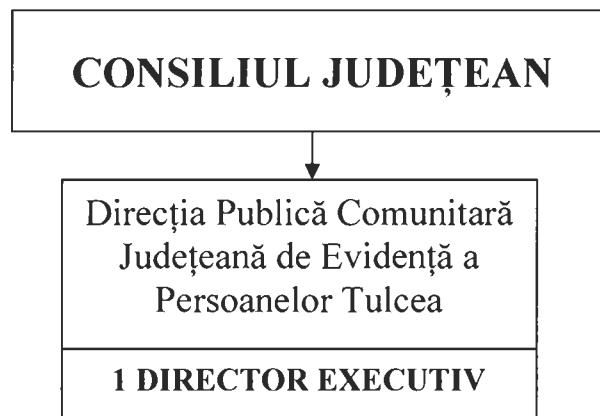 CONSILIUL JUDEȚEAN
Direcția Publică Comunitară
Județeană de Evidență a
Persoanelor Tulcea
1 DIRECTOR EXECUTIV